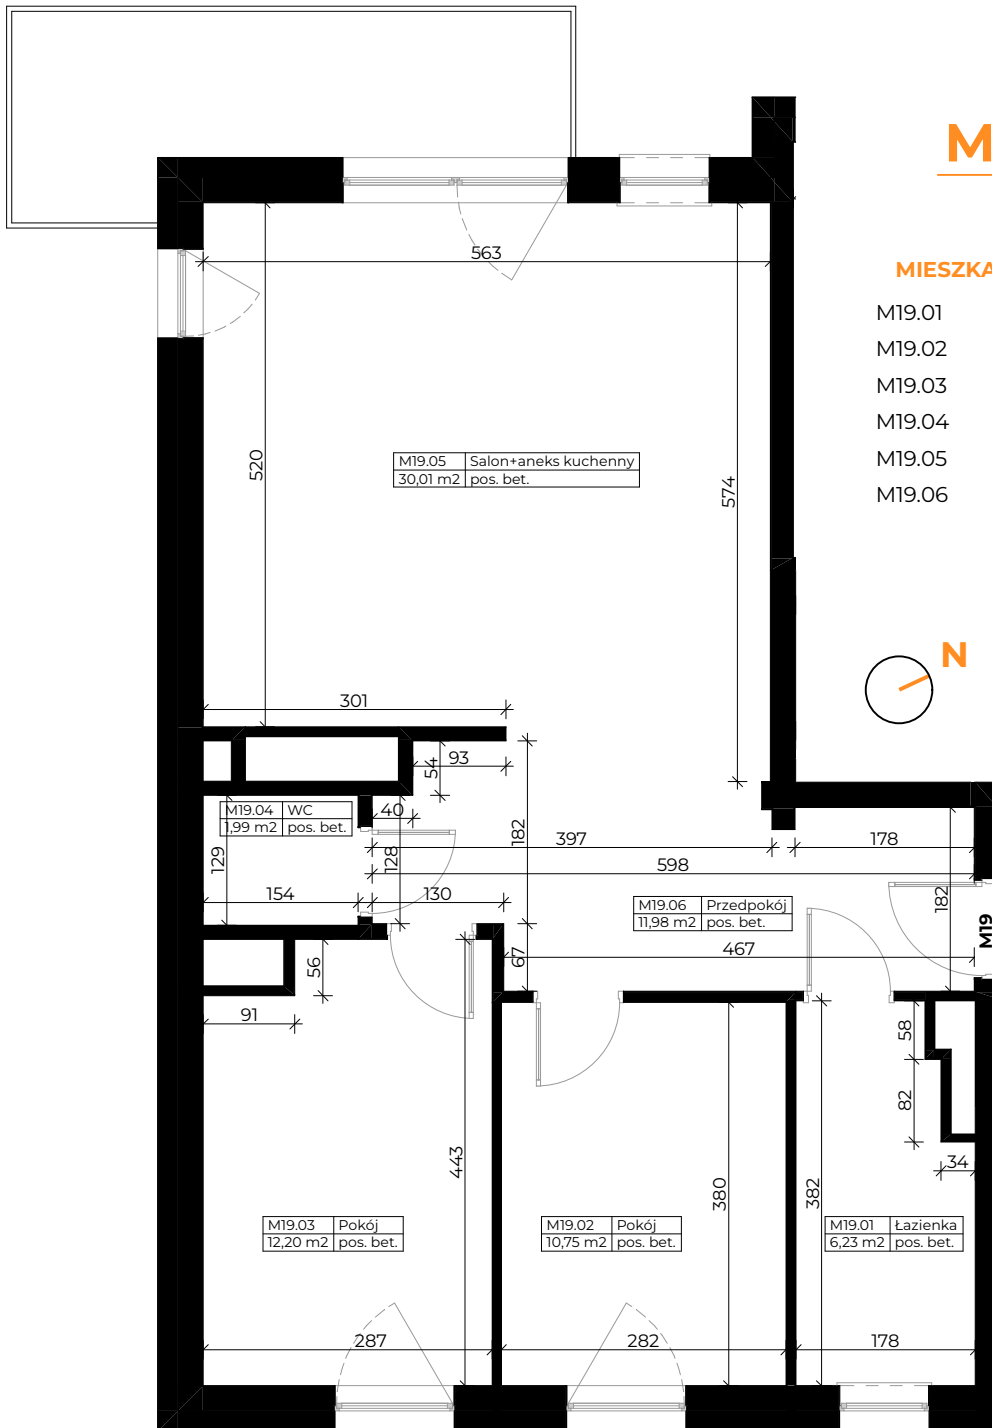 M
MIESZKA
M19.01
M19.02
M19.03
M19.04
M19.05
M19.06
N
563
520
574
M19.05 Salon+aneks kuchenny
30,01 m2 pos. bet.
301
93
54
40
M19.04 WC
1,99 m2 pos. bet.
129
128
182
397
178
598
154
130
182
M19.06 Przedpokój
11,98 m2 pos. bet.
M19
467
67
56
91
58
82
34
443
380
382
M19.03 Pokój
12,20 m2 pos. bet.
M19.02 Pokój
10,75 m2 pos. bet.
M19.01 Łazienka
6,23 m2 pos. bet.
287
282
178